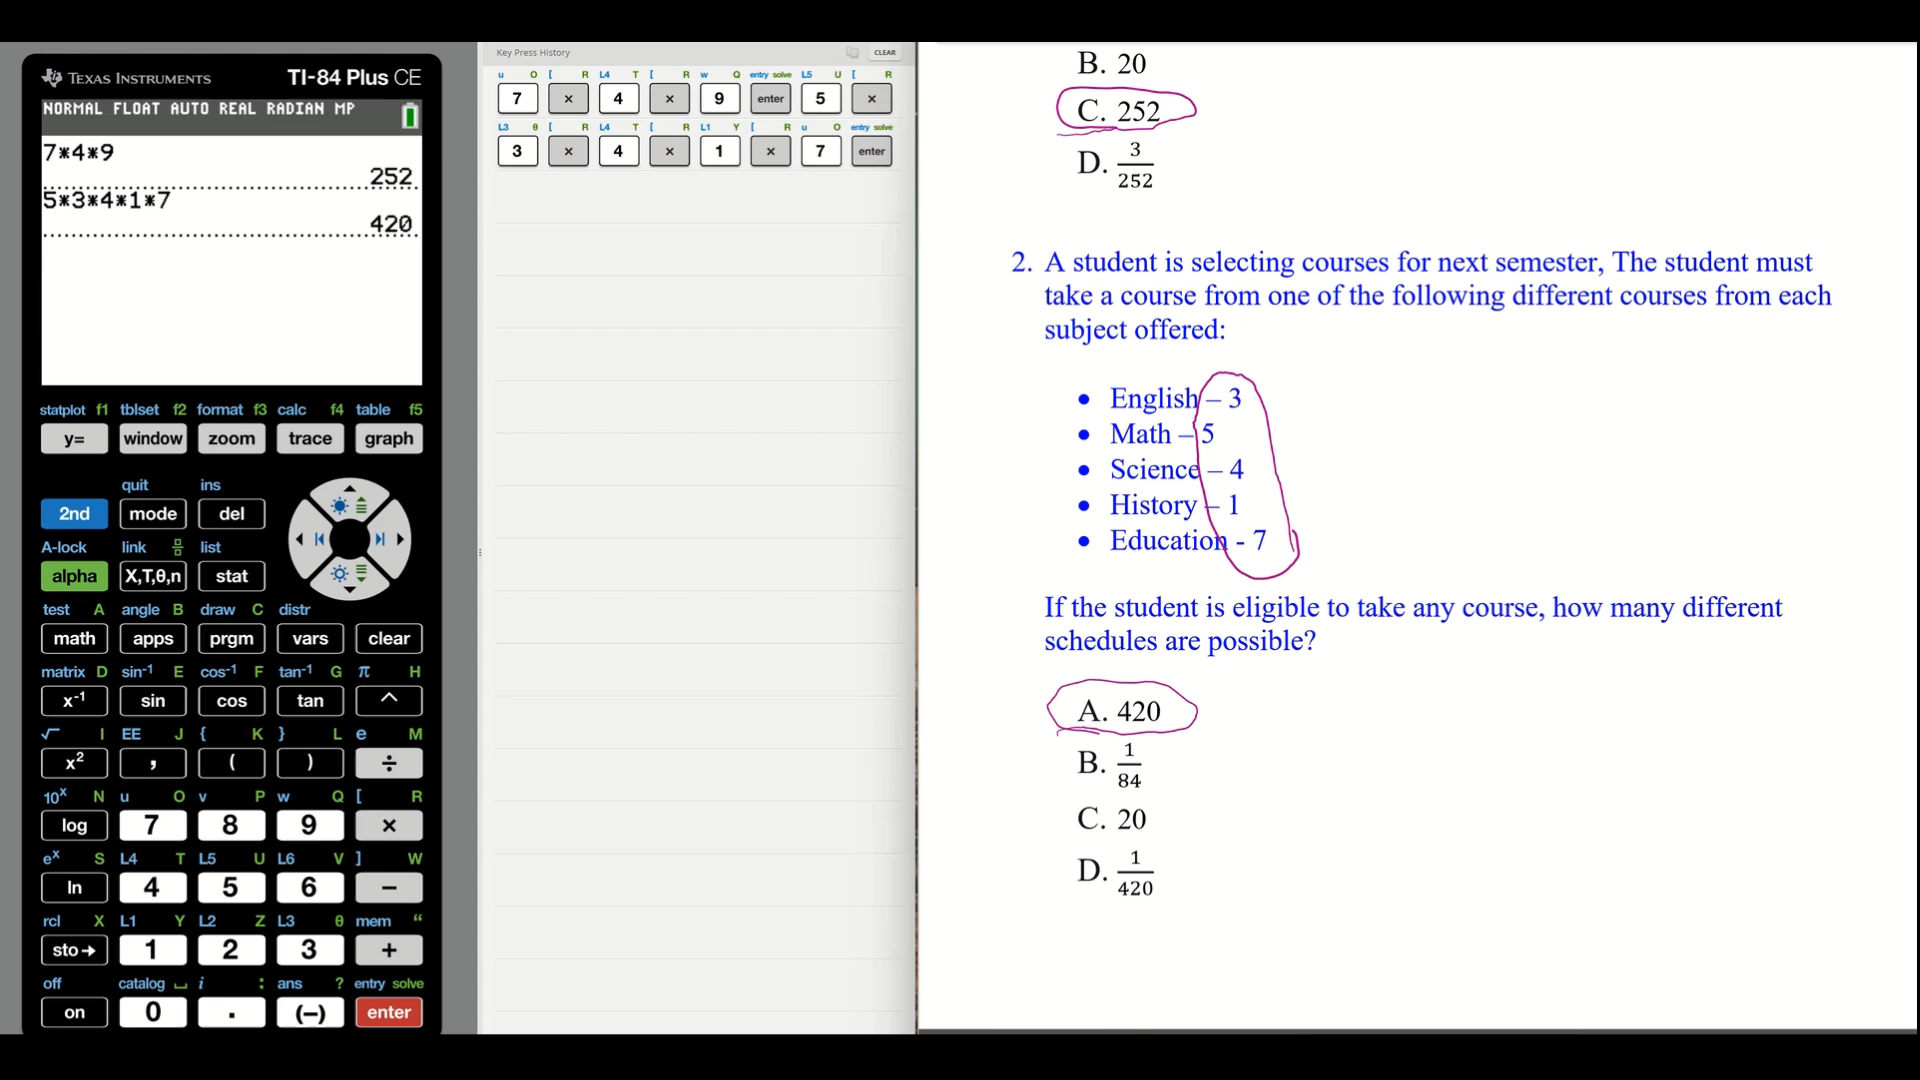 TEXAS INSTRUMENTS TI-84 Plus CE
NORMAL FLOAT AUTO REAL RADIAN MP
7*4*9
252
5*3*4*1*7
420
statplot f1 tblset f2 format f3 calc f4 table f5
y= window zoom trace graph
quit ins
2nd mode del
A-lock link list
alpha X,T,θ,n stat
test A angle B draw C distr
math apps prgm vars clear
matrix D sin⁻¹ E cos⁻¹ F tan⁻¹ G π H
x⁻¹ sin cos tan ^
√ I EE J { K } L e M
x² , ( ) ÷
10ˣ N u O v P w Q [ R
log 7 8 9 ×
eˣ S L4 T L5 U L6 V ] W
ln 4 5 6 −
rcl X L1 Y L2 Z L3 θ mem “
sto→ 1 2 3 +
off catalog ⎵ i : ans ? entry solve
on 0 . (−) enter
Key Press History CLEAR
u O [ R L4 T [ R w Q entry solve L5 U [ R
7 × 4 × 9 enter 5 ×
L3 θ [ R L4 T [ R L1 Y [ R u O entry solve
3 × 4 × 1 × 7 enter
B. 20
C. 252
D. 3/252
2. A student is selecting courses for next semester, The student must
take a course from one of the following different courses from each
subject offered:
• English – 3
• Math – 5
• Science – 4
• History – 1
• Education - 7
If the student is eligible to take any course, how many different
schedules are possible?
A. 420
B. 1/84
C. 20
D. 1/420